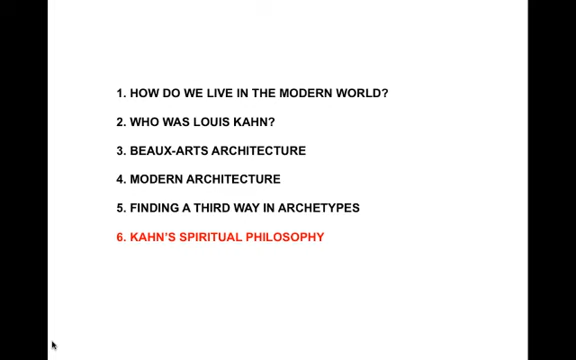 1. HOW DO WE LIVE IN THE MODERN WORLD?
2. WHO WAS LOUIS KAHN?
3. BEAUX-ARTS ARCHITECTURE
4. MODERN ARCHITECTURE
5. FINDING A THIRD WAY IN ARCHETYPES
6. KAHN'S SPIRITUAL PHILOSOPHY